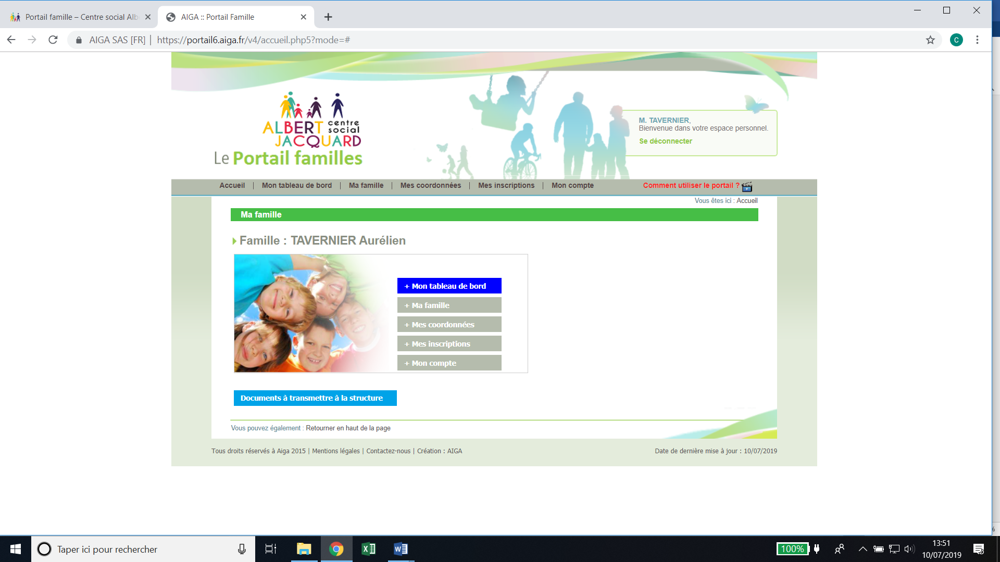 Portail famille – Centre social Alb
AIGA :: Portail Famille
AIGA SAS [FR] | https://portail6.aiga.fr/v4/accueil.php5?mode=#
C
ALBERT centre social
JACQUARD
Le Portail familles
M. TAVERNIER,
Bienvenue dans votre espace personnel.
Se déconnecter
Accueil | Mon tableau de bord | Ma famille | Mes coordonnées | Mes inscriptions | Mon compte
Comment utiliser le portail ?
Vous êtes ici : Accueil
Ma famille
Famille : TAVERNIER Aurélien
+ Mon tableau de bord
+ Ma famille
+ Mes coordonnées
+ Mes inscriptions
+ Mon compte
Documents à transmettre à la structure
Vous pouvez également : Retourner en haut de la page
Tous droits réservés à Aiga 2015 | Mentions légales | Contactez-nous | Création : AIGA
Date de dernière mise à jour : 10/07/2019
%
Taper ici pour rechercher
100%
13:51
10/07/2019